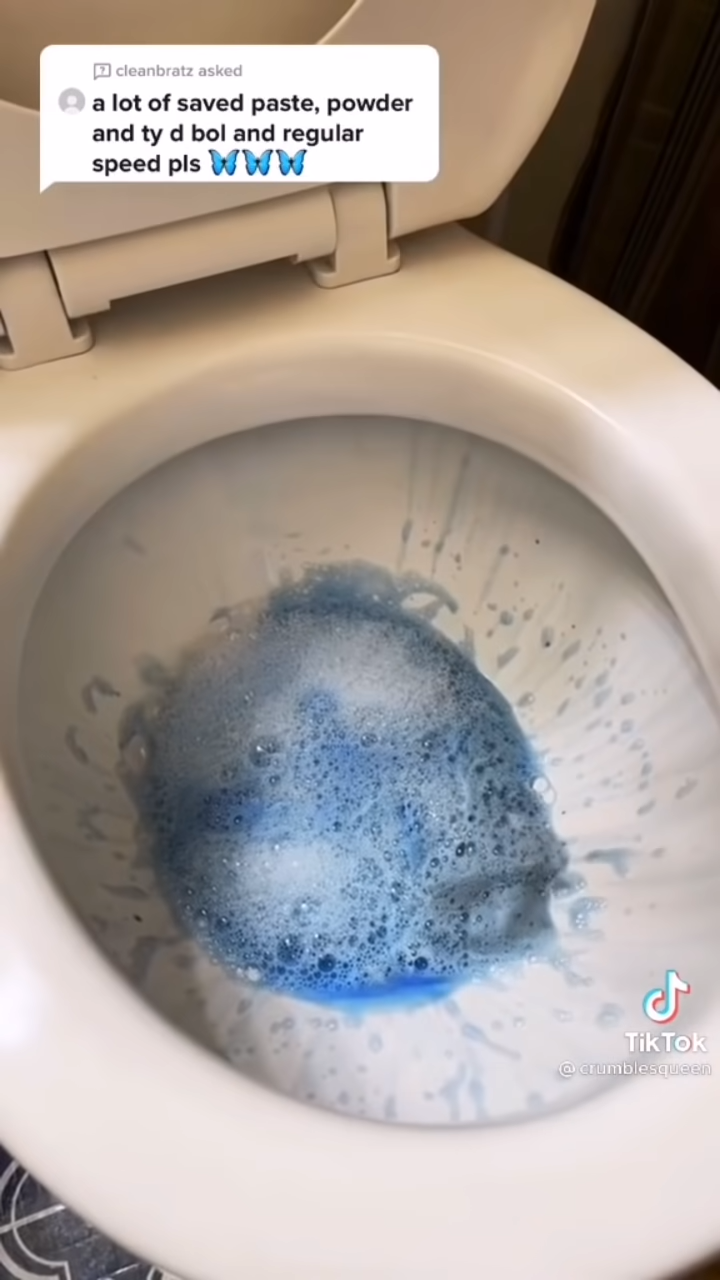 cleanbratz asked
a lot of saved paste, powder
and ty d bol and regular
speed pls 🦋🦋🦋
TikTok
@ crumblesqueen